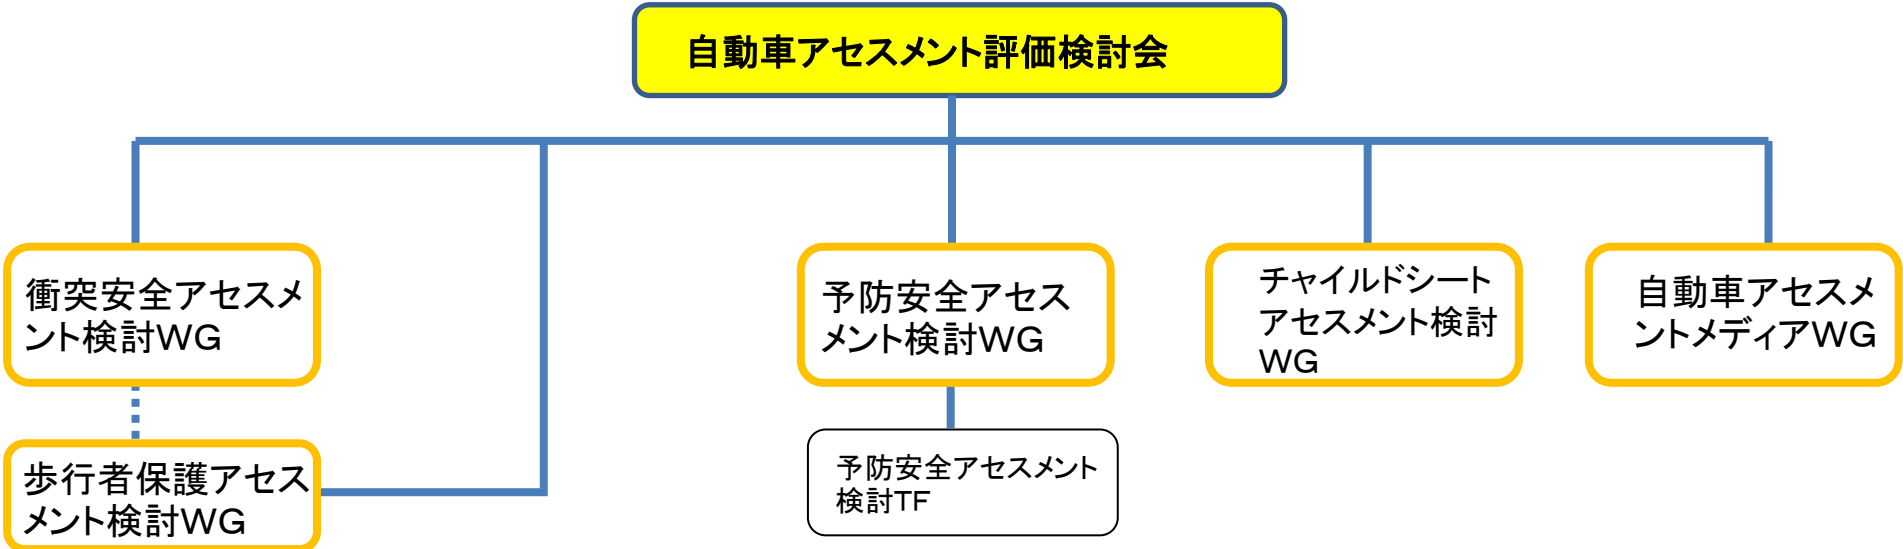 自動車アセスメント評価検討会
衝突安全アセスメ
ント検討WG
予防安全アセス
メント検討WG
チャイルドシート
アセスメント検討
WG
自動車アセスメ
ントメディアWG
歩行者保護アセス
メント検討WG
予防安全アセスメント
検討TF